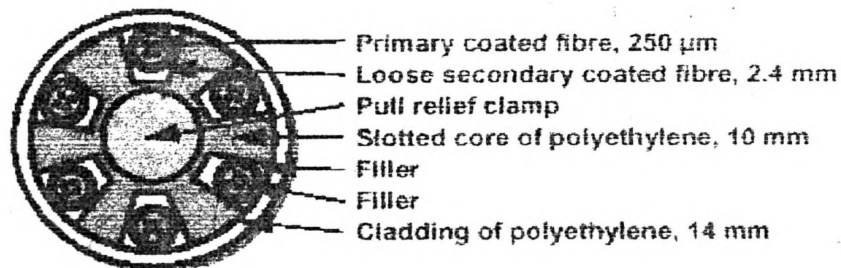 Primary coated fibre, 250 µm
Loose secondary coated fibre, 2.4 mm
Pull relief clamp
Slotted core of polyethylene, 10 mm
Filler
Filler
Cladding of polyethylene, 14 mm